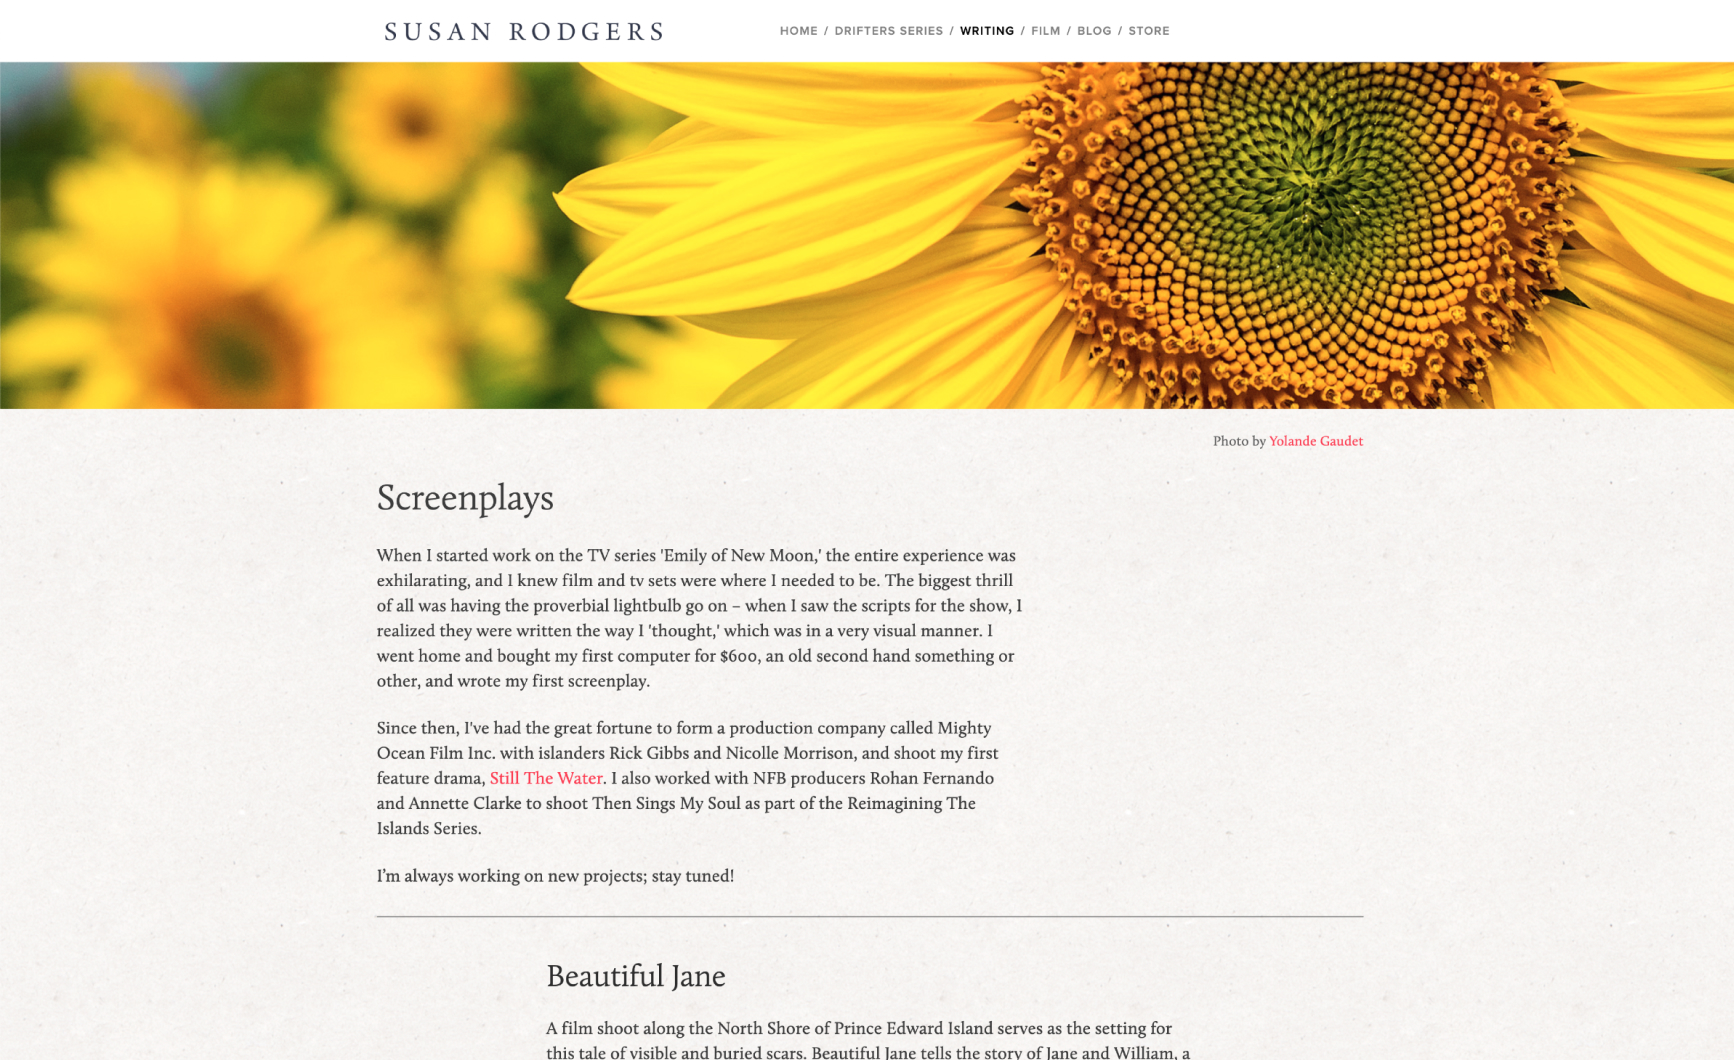 SUSAN RODGERS
HOME / DRIFTERS SERIES / WRITING / FILM / BLOG / STORE
Photo by Yolande Gaudet
Screenplays
When I started work on the TV series 'Emily of New Moon,' the entire experience was
exhilarating, and I knew film and tv sets were where I needed to be. The biggest thrill
of all was having the proverbial lightbulb go on – when I saw the scripts for the show, I
realized they were written the way I 'thought,' which was in a very visual manner. I
went home and bought my first computer for $600, an old second hand something or
other, and wrote my first screenplay.
Since then, I've had the great fortune to form a production company called Mighty
Ocean Film Inc. with islanders Rick Gibbs and Nicolle Morrison, and shoot my first
feature drama, Still The Water. I also worked with NFB producers Rohan Fernando
and Annette Clarke to shoot Then Sings My Soul as part of the Reimagining The
Islands Series.
I’m always working on new projects; stay tuned!
Beautiful Jane
A film shoot along the North Shore of Prince Edward Island serves as the setting for
this tale of visible and buried scars. Beautiful Jane tells the story of Jane and William, a